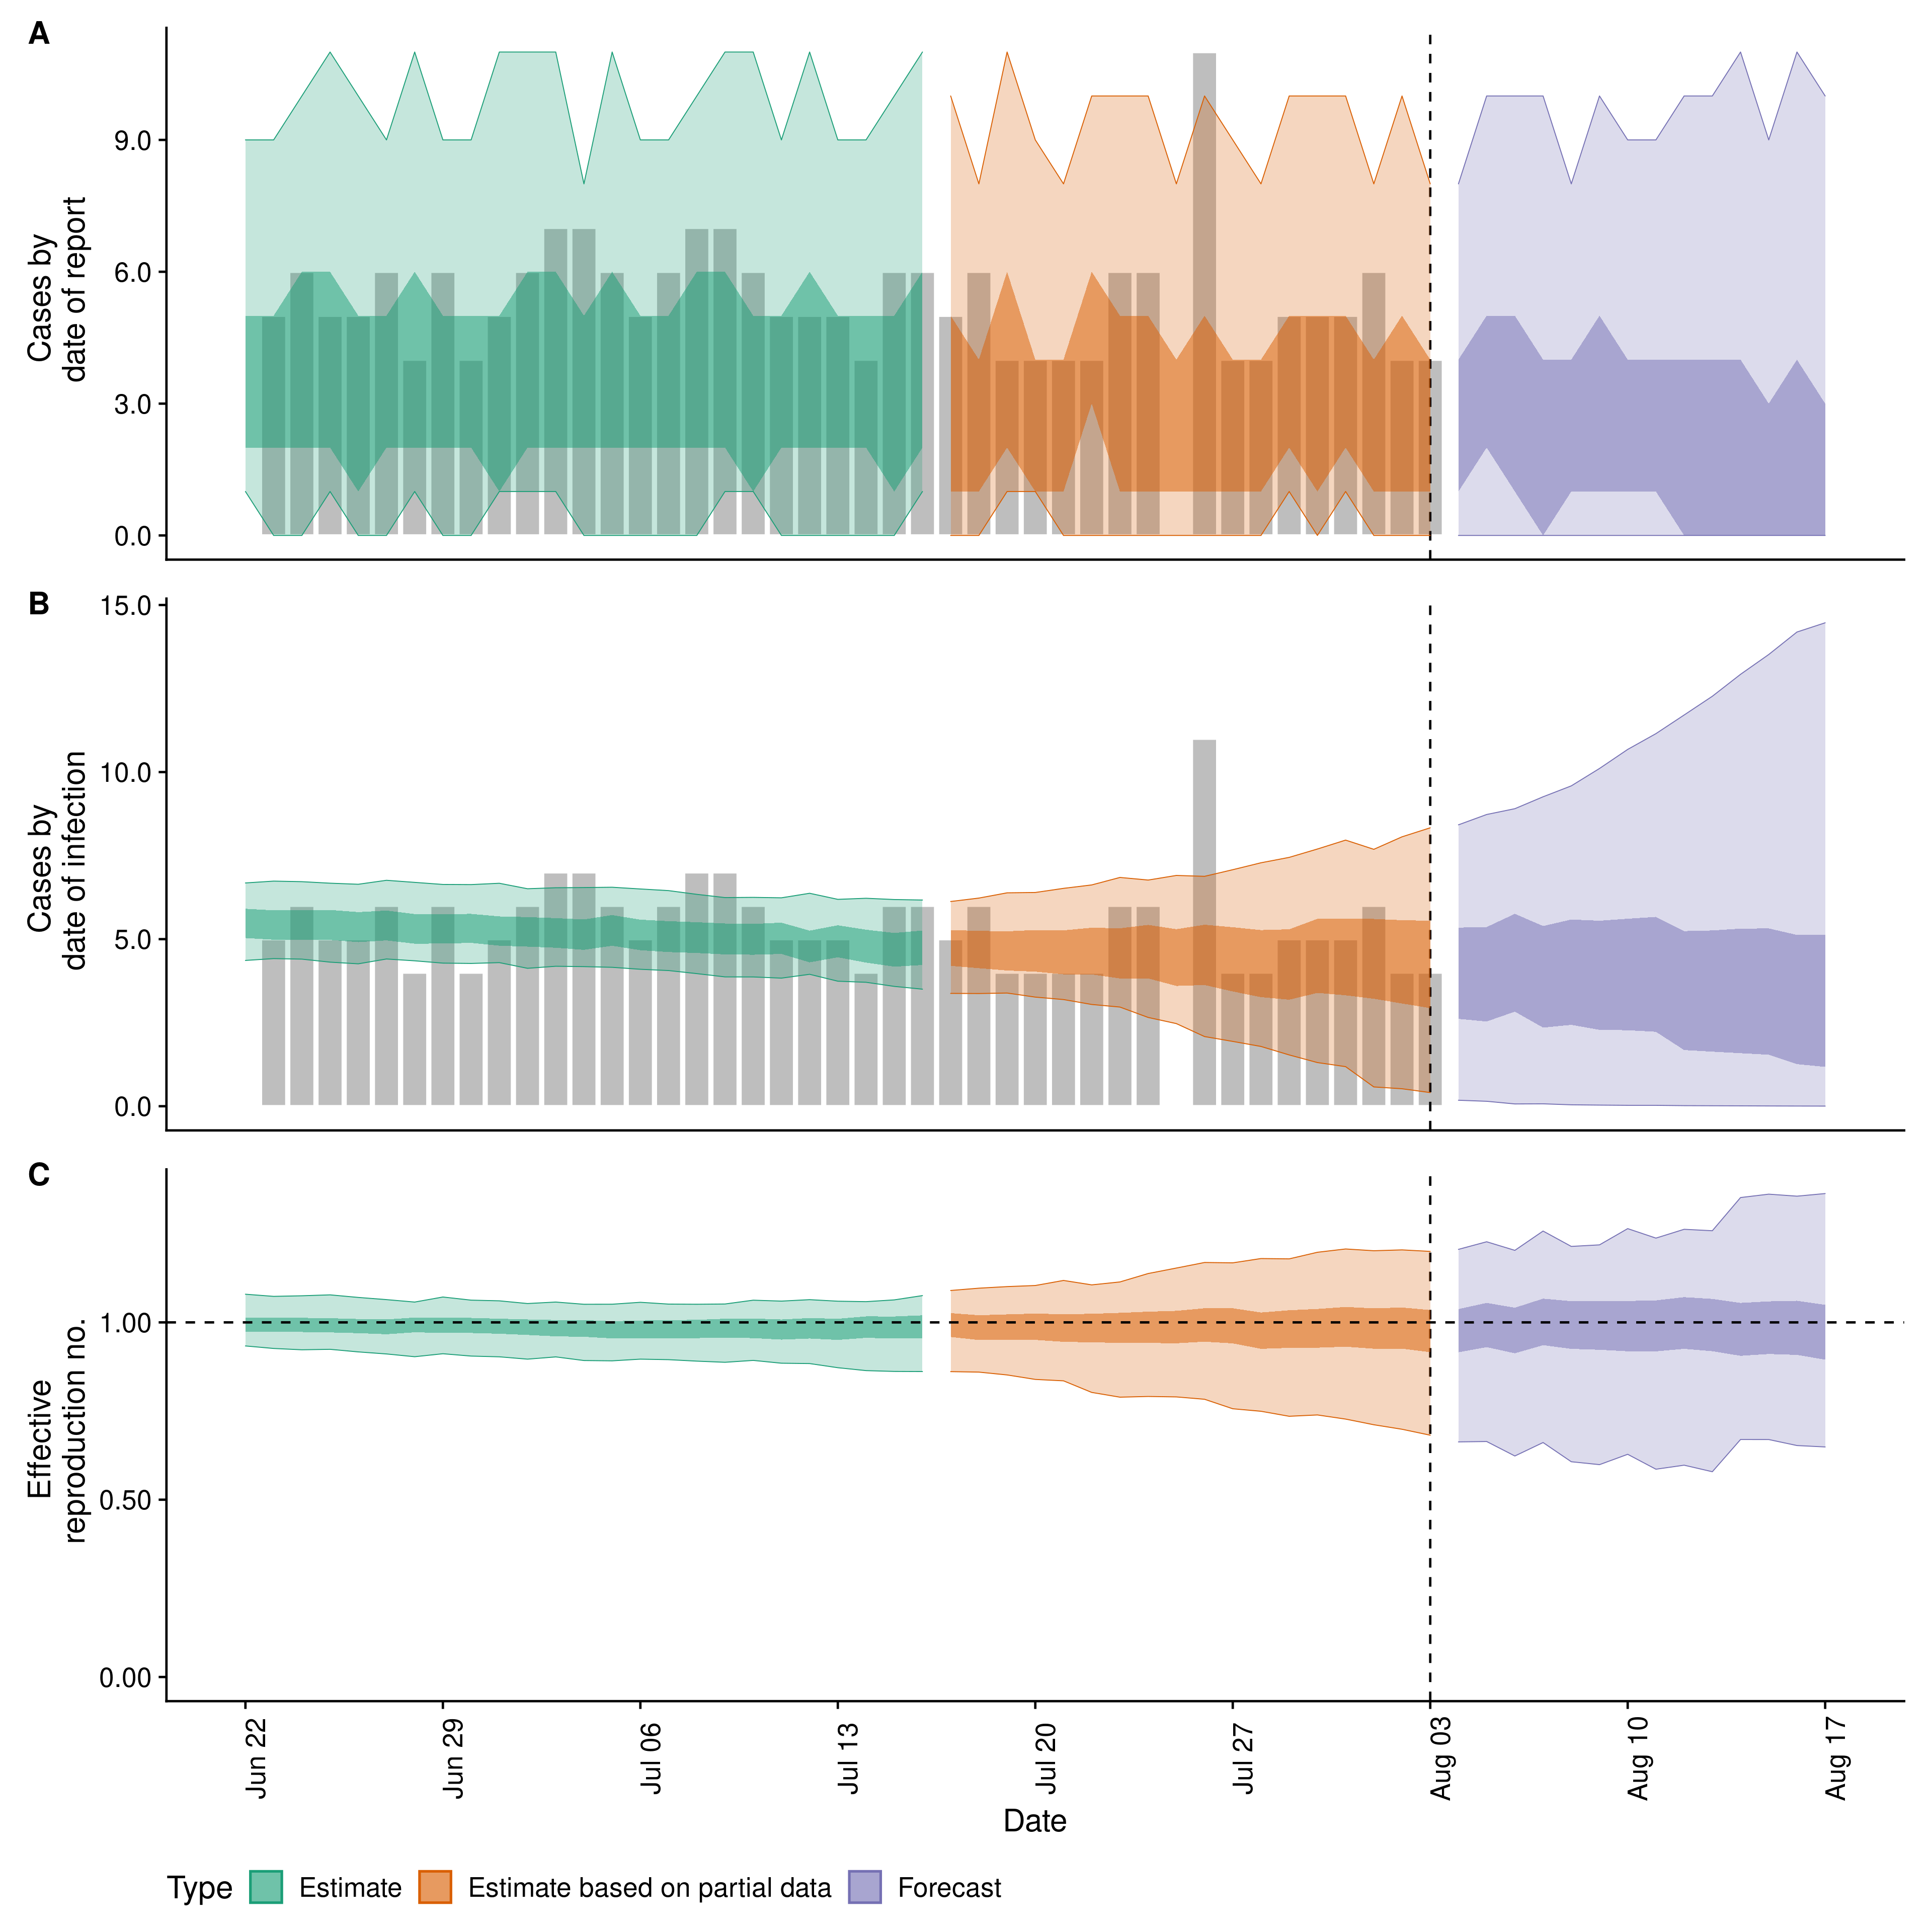 A
Cases by
date of report
9.0
6.0
3.0
0.0
B
Cases by
date of infection
15.0
10.0
5.0
0.0
C
Effective
reproduction no.
1.00
0.50
0.00
Jun 22
Jun 29
Jul 06
Jul 13
Jul 20
Jul 27
Aug 03
Aug 10
Aug 17
Date
Type Estimate Estimate based on partial data Forecast